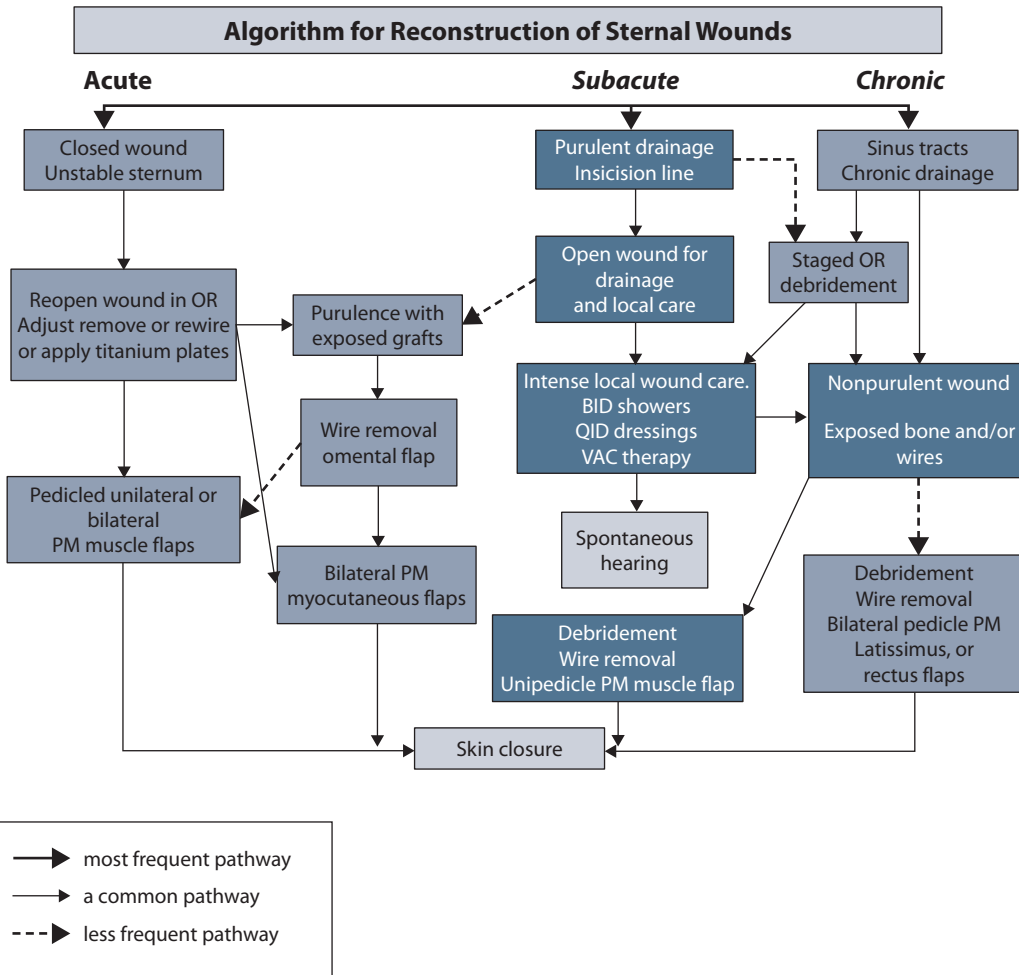 Algorithm for Reconstruction of Sternal Wounds
Acute
Subacute
Chronic
Closed wound
Unstable sternum
Purulent drainage
Insicision line
Sinus tracts
Chronic drainage
Reopen wound in OR
Adjust remove or rewire
or apply titanium plates
Purulence with
exposed grafts
Open wound for
drainage
and local care
Staged OR
debridement
Wire removal
omental flap
Intense local wound care.
BID showers
QID dressings
VAC therapy
Nonpurulent wound
Exposed bone and/or
wires
Pedicled unilateral or
bilateral
PM muscle flaps
Bilateral PM
myocutaneous flaps
Spontaneous
hearing
Debridement
Wire removal
Unipedicle PM muscle flap
Debridement
Wire removal
Bilateral pedicle PM
Latissimus, or
rectus flaps
Skin closure
most frequent pathway
a common pathway
less frequent pathway